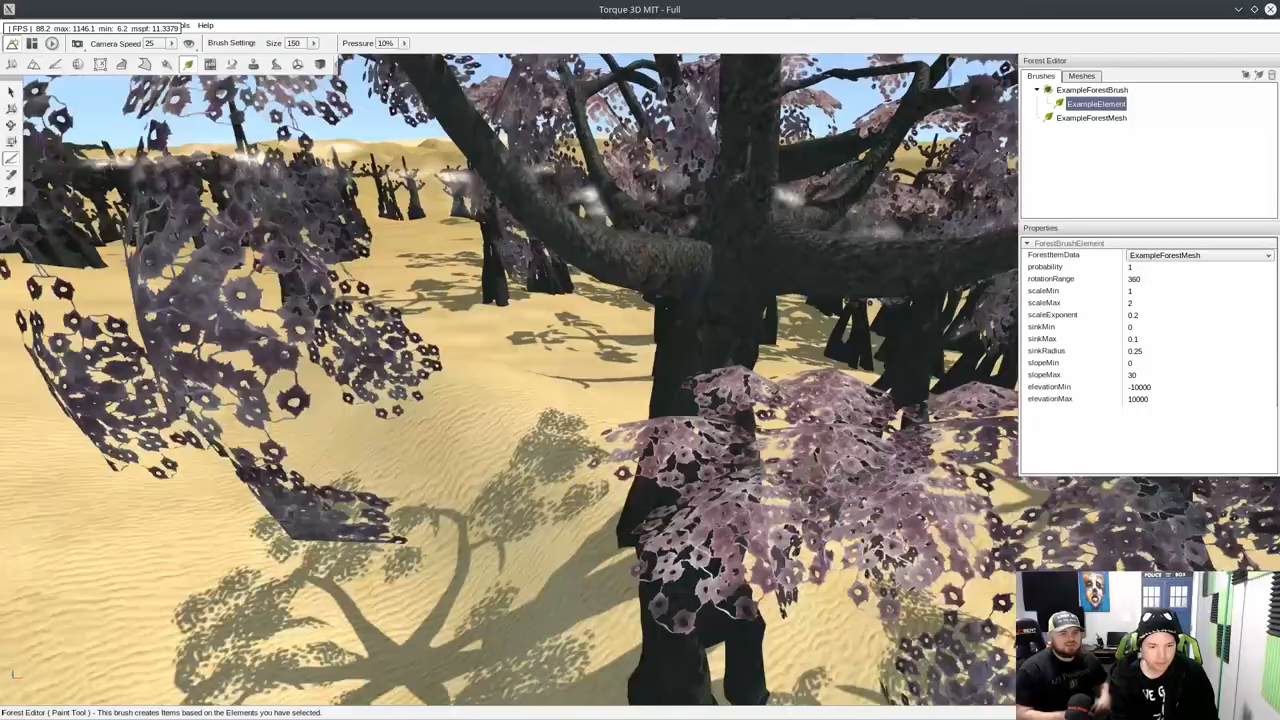 Torque 3D MIT - Full
| FPS | 88.2 max: 1146.1 min: 6.2 mspf: 11.3379
Help
Camera Speed 25
Brush Settings
Size 150
Pressure: 10%
Forest Editor
Brushes Meshes
ExampleForestBrush
ExampleElement
ExampleForestMesh
Properties
ForestBrushElement
ForestItemData ExampleForestMesh
probability 1
rotationRange 360
scaleMin 1
scaleMax 2
scaleExponent 0.2
sinkMin 0
sinkMax 0.1
sinkRadius 0.25
slopeMin 0
slopeMax 30
elevationMin -10000
elevationMax 10000
POLICE BOX
Forest Editor ( Paint Tool ) - This brush creates Items based on the Elements you have selected.